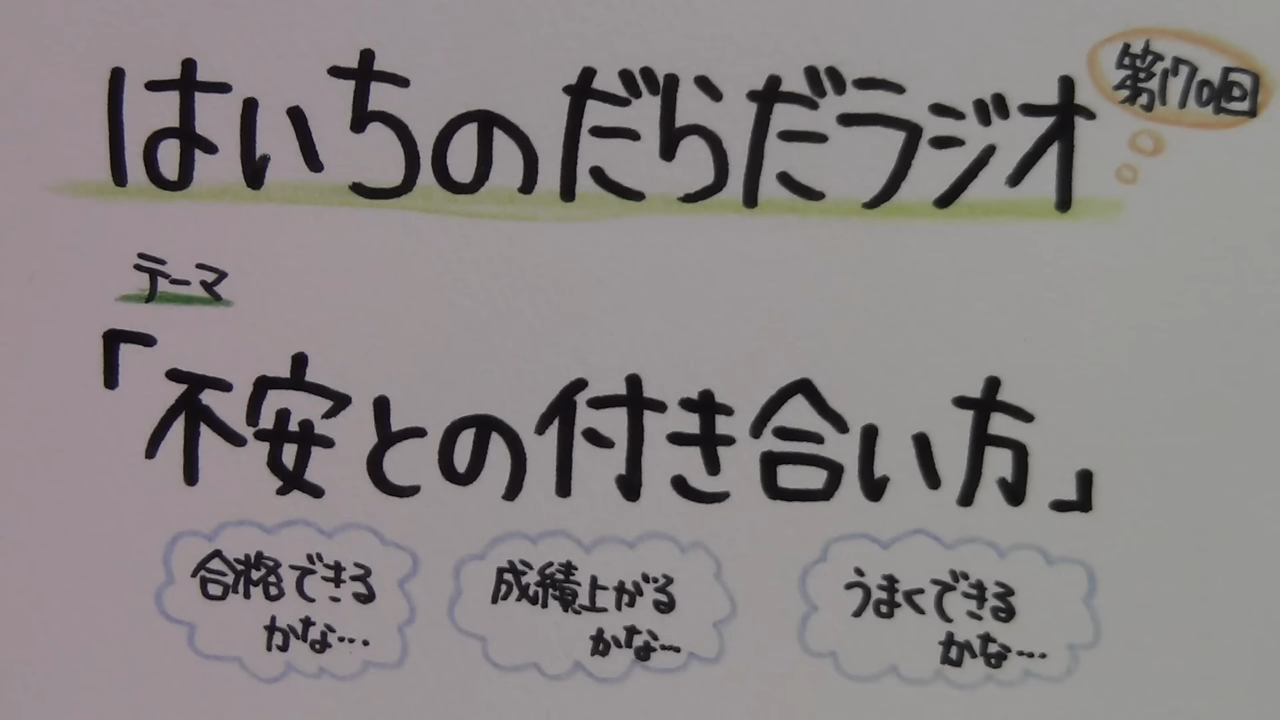 はいちのだらだラジオ
第170回
テーマ
「不安との付き合い方」
合格できる
かな…
成績上がる
かな…
うまくできる
かな…